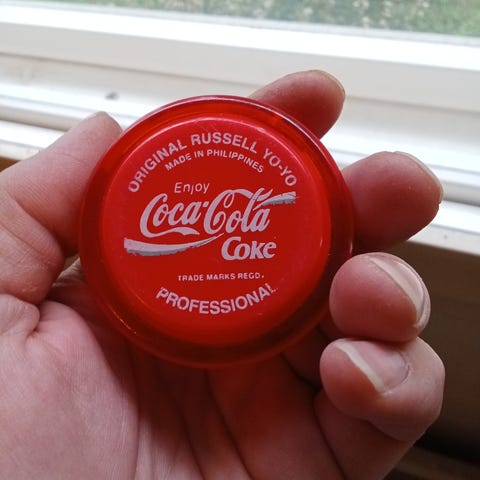 ORIGINAL RUSSELL YO-YO
MADE IN PHILIPPINES
Enjoy
Coca-Cola
Coke
TRADE MARKS REGD.
PROFESSIONAL